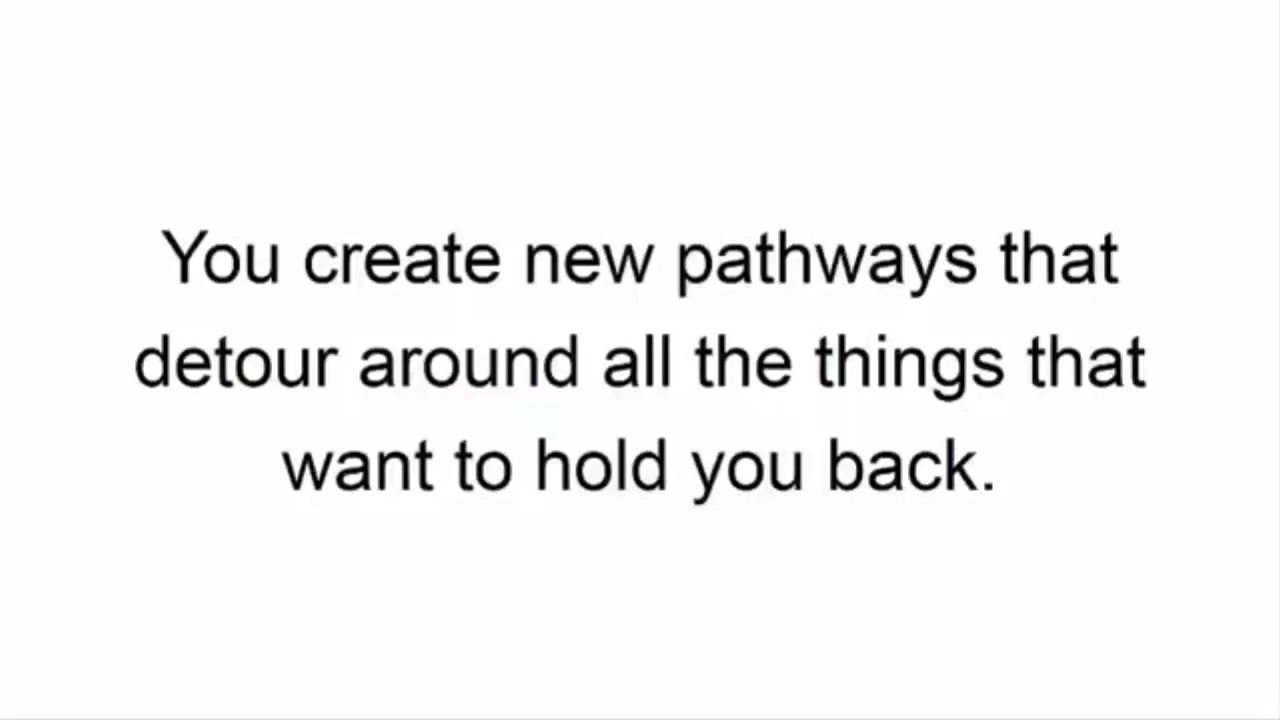 You create new pathways that
detour around all the things that
want to hold you back.